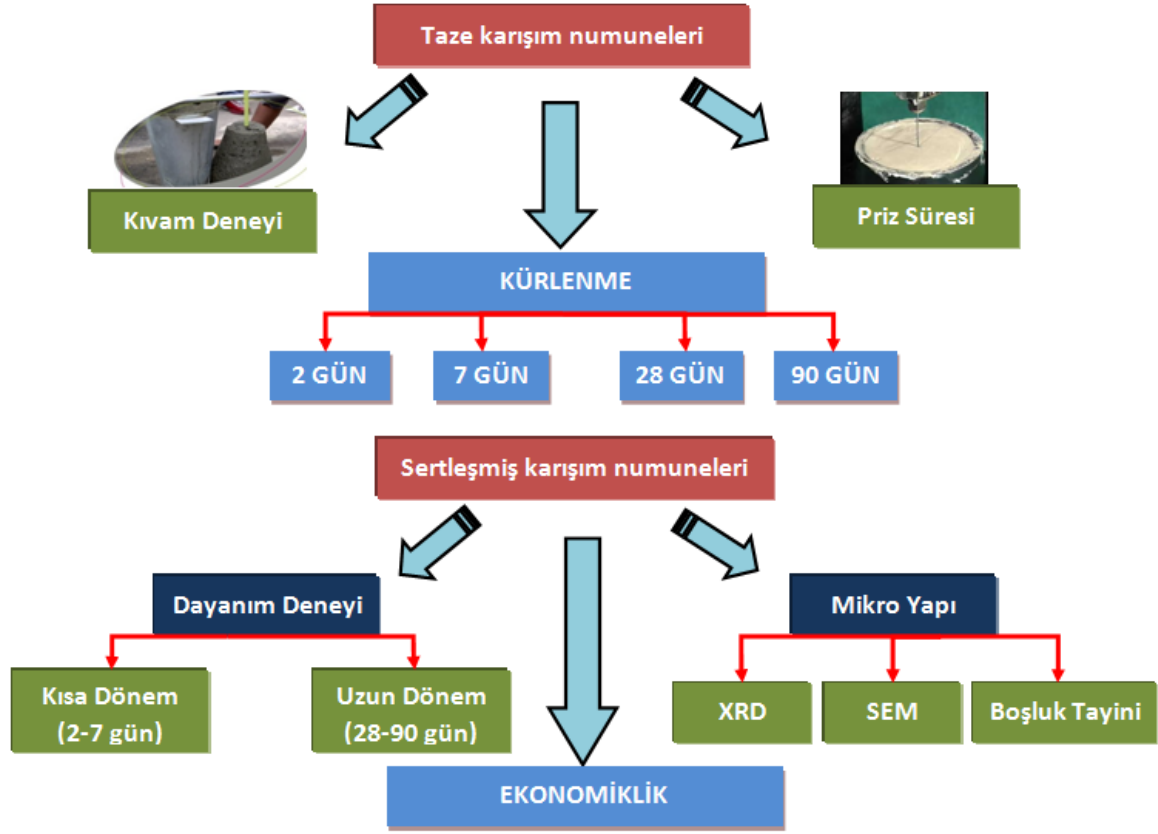 Taze karışım numuneleri
Kıvam Deneyi
Priz Süresi
KÜRLENME
2 GÜN
7 GÜN
28 GÜN
90 GÜN
Sertleşmiş karışım numuneleri
Dayanım Deneyi
Mikro Yapı
Kısa Dönem
(2-7 gün)
Uzun Dönem
(28-90 gün)
XRD
SEM
Boşluk Tayini
EKONOMİKLİK